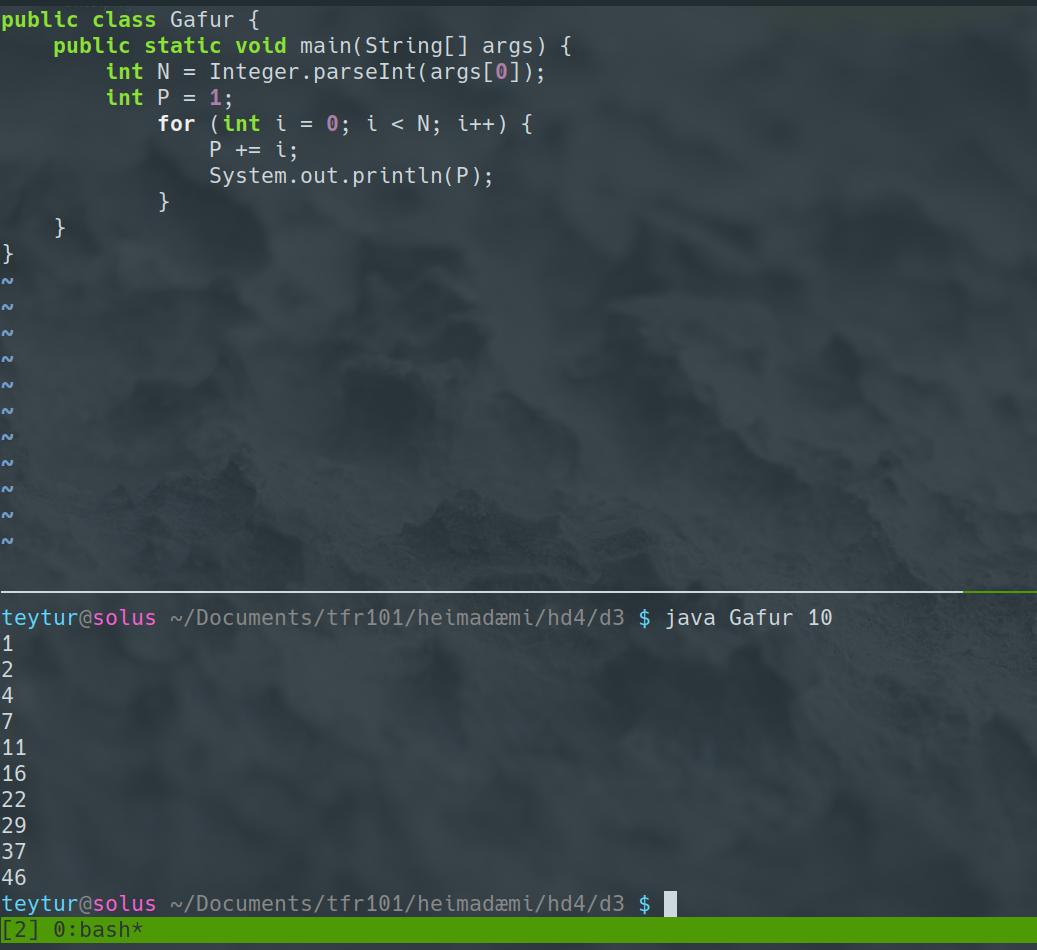 public class Gafur {
    public static void main(String[] args) {
        int N = Integer.parseInt(args[0]);
        int P = 1;
            for (int i = 0; i < N; i++) {
                P += i;
                System.out.println(P);
            }
    }
}
~
~
~
~
~
~
~
~
~
~
~
teytur@solus ~/Documents/tfr101/heimadæmi/hd4/d3 $ java Gafur 10
1
2
4
7
11
16
22
29
37
46
teytur@solus ~/Documents/tfr101/heimadæmi/hd4/d3 $
[2] 0:bash*